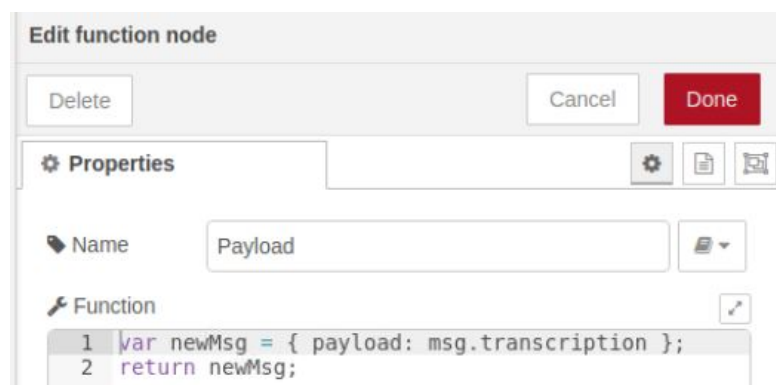 Edit function node
Delete Cancel Done
Properties
Name Payload
Function
1 var newMsg = { payload: msg.transcription };
2 return newMsg;